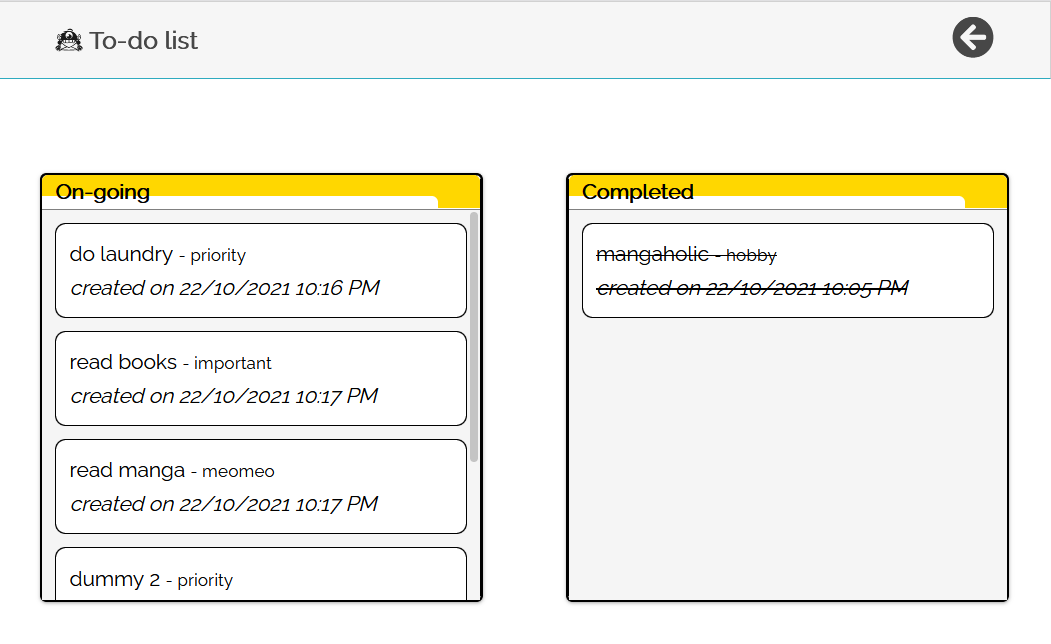 To-do list
On-going
do laundry - priority
created on 22/10/2021 10:16 PM
read books - important
created on 22/10/2021 10:17 PM
read manga - meomeo
created on 22/10/2021 10:17 PM
dummy 2 - priority
Completed
mangaholic - hobby
created on 22/10/2021 10:05 PM